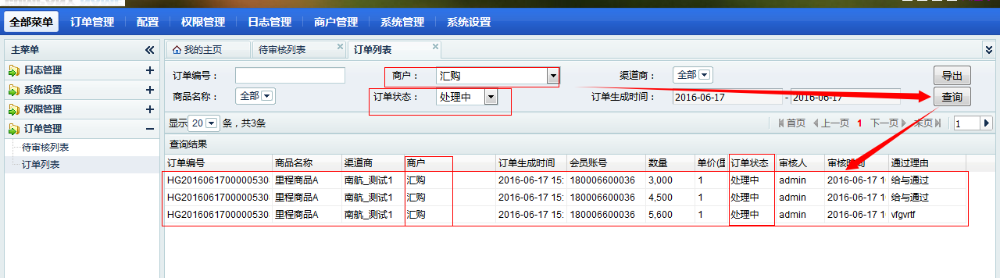 全部菜单 订单管理 配置 权限管理 日志管理 商户管理 系统管理 系统设置
主菜单
日志管理
系统设置
权限管理
订单管理
待审核列表
订单列表
我的主页 待审核列表 订单列表
订单编号： 商户： 汇购 渠道商： 全部 导出
商品名称： 全部 订单状态： 处理中 订单生成时间： 2016-06-17 - 2016-06-17 查询
显示 20 条，共3条 首页 上一页 1 下一页 末页 1
查询结果
订单编号 商品名称 渠道商 商户 订单生成时间 会员账号 数量 单价(里 订单状态 审核人 审核时间 通过理由
HG2016061700000530 里程商品A 南航_测试1 汇购 2016-06-17 15: 180006600036 3,000 1 处理中 admin 2016-06-17 1 给与通过
HG2016061700000530 里程商品A 南航_测试1 汇购 2016-06-17 15: 180006600036 4,500 1 处理中 admin 2016-06-17 1 给与通过
HG2016061700000530 里程商品A 南航_测试1 汇购 2016-06-17 15: 180006600036 5,600 1 处理中 admin 2016-06-17 1 vfgvrtf